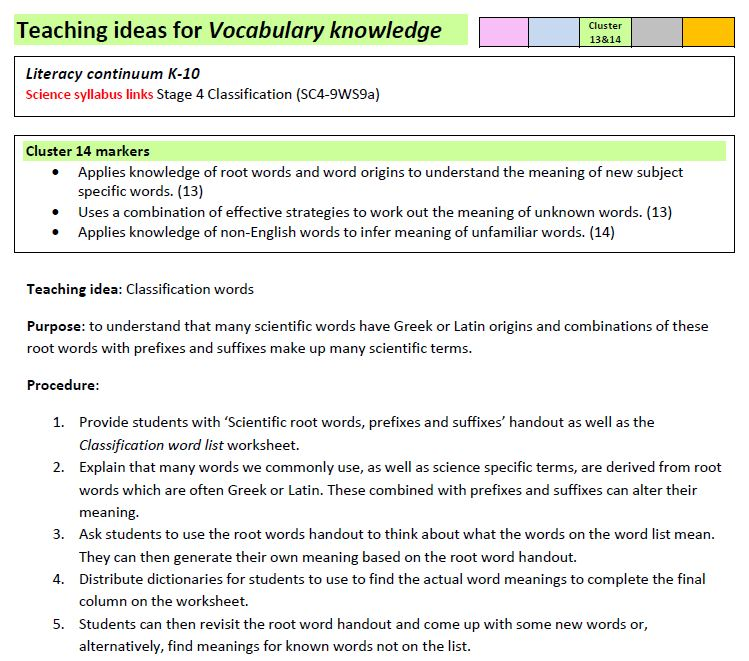 Teaching ideas for Vocabulary knowledge
Cluster
13&14
Literacy continuum K-10
Science syllabus links Stage 4 Classification (SC4-9WS9a)
Cluster 14 markers
• Applies knowledge of root words and word origins to understand the meaning of new subject
specific words. (13)
• Uses a combination of effective strategies to work out the meaning of unknown words. (13)
• Applies knowledge of non-English words to infer meaning of unfamiliar words. (14)
Teaching idea: Classification words
Purpose: to understand that many scientific words have Greek or Latin origins and combinations of these
root words with prefixes and suffixes make up many scientific terms.
Procedure:
1. Provide students with ‘Scientific root words, prefixes and suffixes’ handout as well as the
Classification word list worksheet.
2. Explain that many words we commonly use, as well as science specific terms, are derived from root
words which are often Greek or Latin. These combined with prefixes and suffixes can alter their
meaning.
3. Ask students to use the root words handout to think about what the words on the word list mean.
They can then generate their own meaning based on the root word handout.
4. Distribute dictionaries for students to use to find the actual word meanings to complete the final
column on the worksheet.
5. Students can then revisit the root word handout and come up with some new words or,
alternatively, find meanings for known words not on the list.